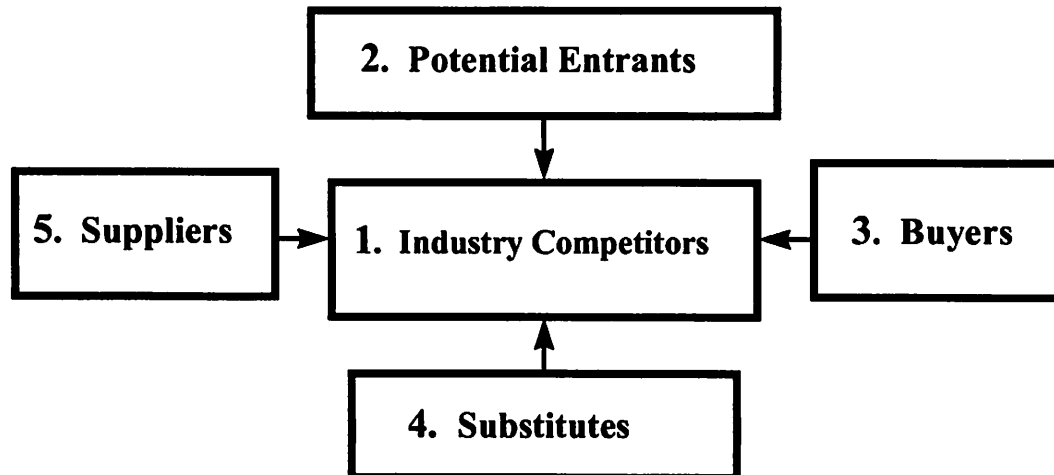 2. Potential Entrants
5. Suppliers
1. Industry Competitors
3. Buyers
4. Substitutes